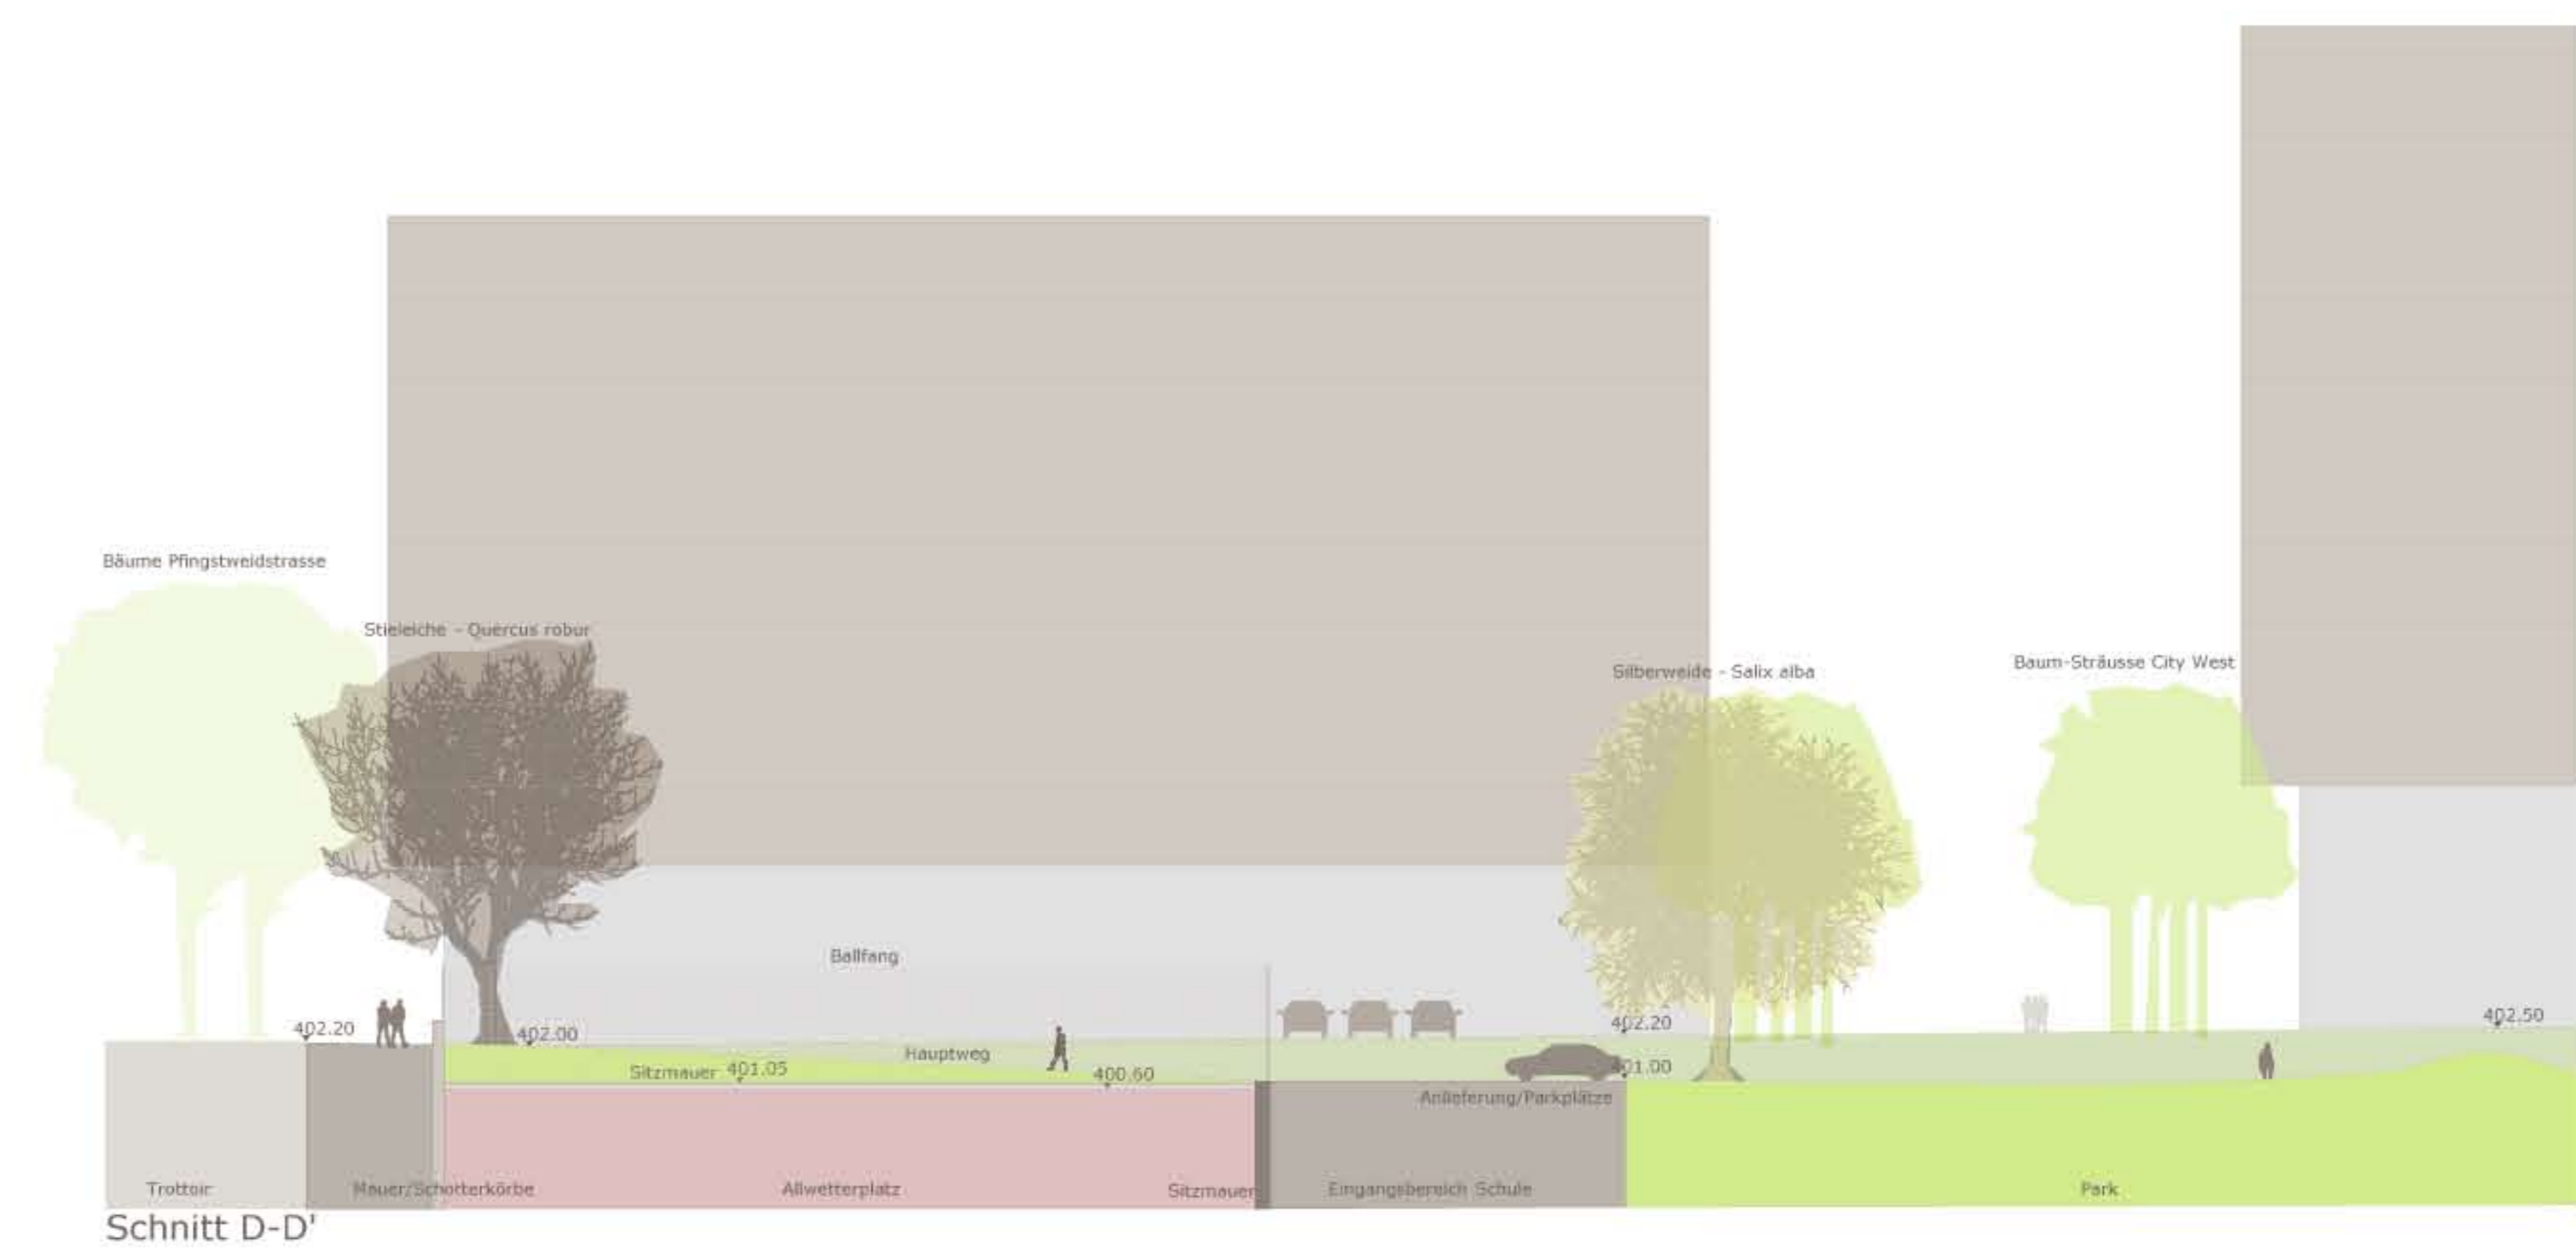 Bäume Pfingstweidstrasse
Stieleiche - Quercus robur
Silberweide - Salix alba
Baum-Sträusse City West
Ballfang
402.20
402.00
402.20
402.50
Hauptweg
Sitzmauer 401.05
400.60
401.00
Anlieferung/Parkplätze
Trottoir
Mauer/Schotterkörbe
Allwetterplatz
Sitzmauer
Eingangsbereich Schule
Park
Schnitt D-D'